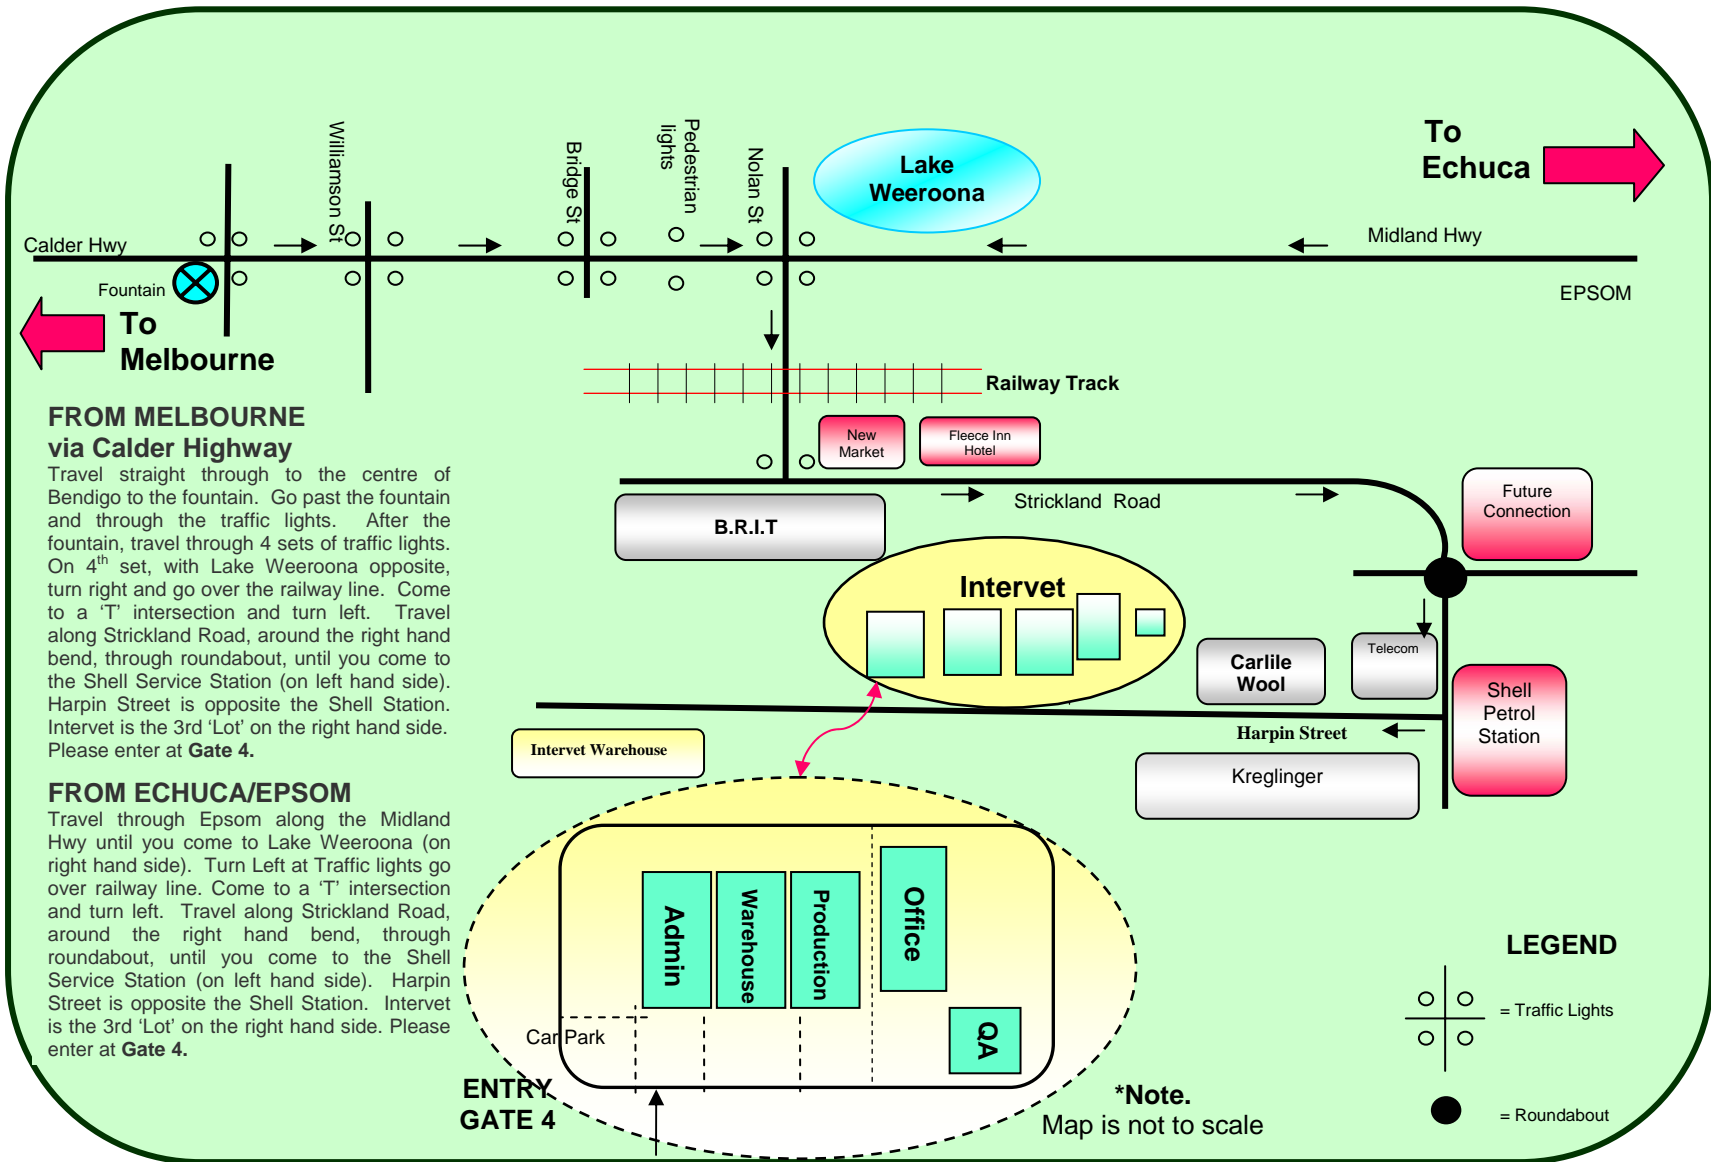 Williamson St
Bridge St
Pedestrian
lights
Nolan St
Lake
Weeroona
To
Echuca
Calder Hwy
Midland Hwy
Fountain
EPSOM
To
Melbourne
Railway Track
FROM MELBOURNE
via Calder Highway
Travel straight through to the centre of
Bendigo to the fountain. Go past the fountain
and through the traffic lights. After the
fountain, travel through 4 sets of traffic lights.
On 4th set, with Lake Weeroona opposite,
turn right and go over the railway line. Come
to a ‘T’ intersection and turn left. Travel
along Strickland Road, around the right hand
bend, through roundabout, until you come to
the Shell Service Station (on left hand side).
Harpin Street is opposite the Shell Station.
Intervet is the 3rd ‘Lot’ on the right hand side.
Please enter at Gate 4.
FROM ECHUCA/EPSOM
Travel through Epsom along the Midland
Hwy until you come to Lake Weeroona (on
right hand side). Turn Left at Traffic lights go
over railway line. Come to a ‘T’ intersection
and turn left. Travel along Strickland Road,
around the right hand bend, through
roundabout, until you come to the Shell
Service Station (on left hand side). Harpin
Street is opposite the Shell Station. Intervet
is the 3rd ‘Lot’ on the right hand side. Please
enter at Gate 4.
New
Market
Fleece Inn
Hotel
Strickland Road
Future
Connection
B.R.I.T
Intervet
Carlile
Wool
Telecom
Shell
Petrol
Station
Harpin Street
Intervet Warehouse
Kreglinger
Admin
Warehouse
Production
Office
QA
Car Park
ENTRY
GATE 4
*Note.
Map is not to scale
LEGEND
= Traffic Lights
= Roundabout